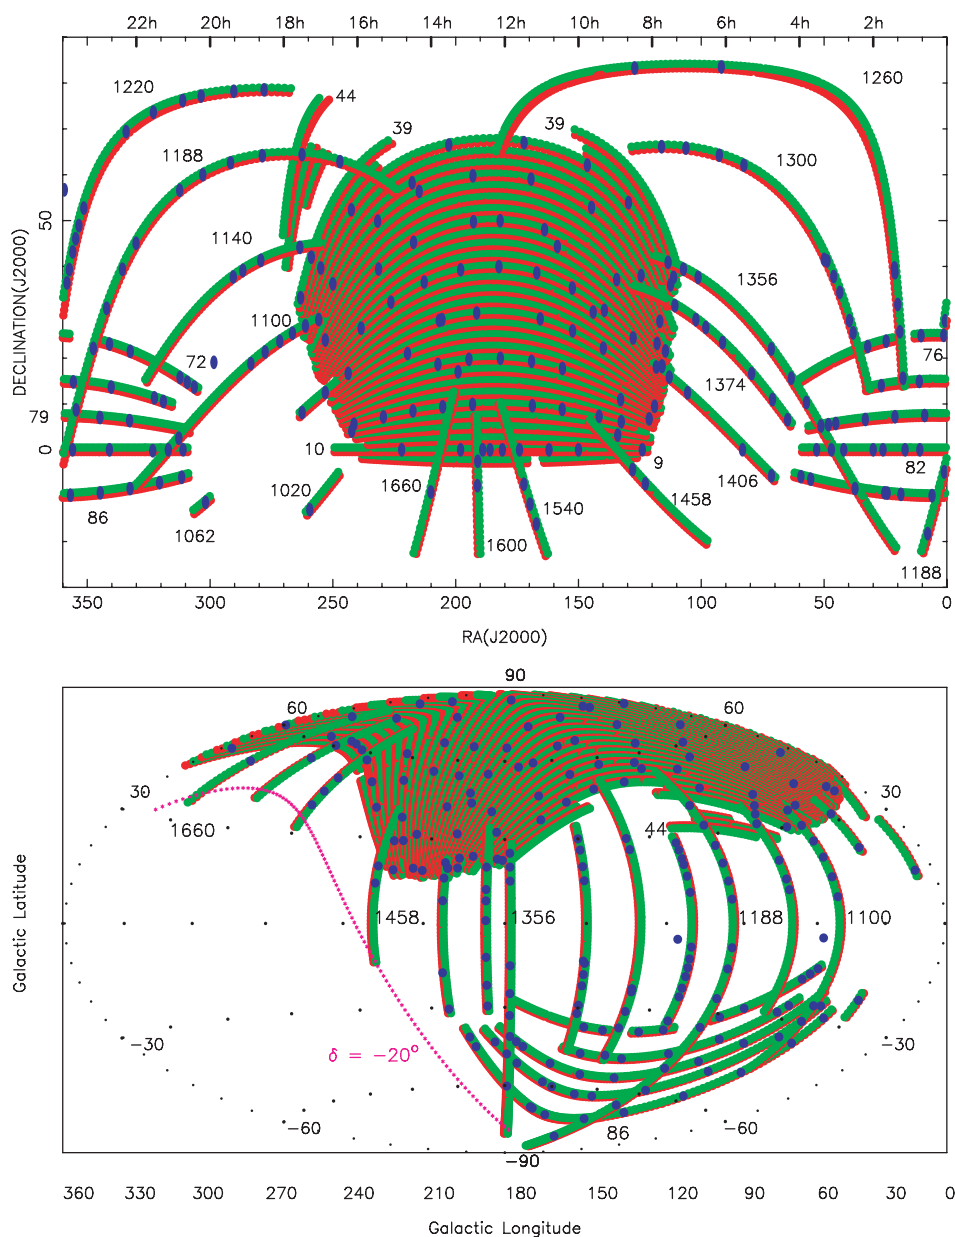 22h 20h 18h 16h 14h 12h 10h 8h 6h 4h 2h
1220 44 39 39 1260
1188 1300
50
1140 1356
DECLINATION(J2000)
1100 72 1374 76
79
0
10 9 82
1020 1660 1458 1406
86 1540
1062 1600 1188
350 300 250 200 150 100 50 0
RA(J2000)
90
60 60
30 30
1660 44
1458 1356 1188 1100
Galactic Latitude
−30 −30
δ = −20°
−60 86 −60
−90
360 330 300 270 240 210 180 150 120 90 60 30 0
Galactic Longitude